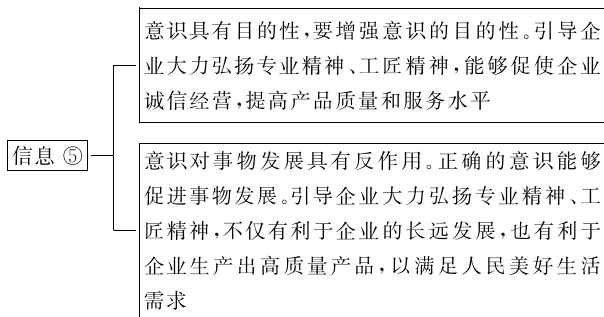 意识具有目的性,要增强意识的目的性。引导企
业大力弘扬专业精神、工匠精神,能够促使企业
诚信经营,提高产品质量和服务水平
信息 ⑤
意识对事物发展具有反作用。正确的意识能够
促进事物发展。引导企业大力弘扬专业精神、工
匠精神,不仅有利于企业的长远发展,也有利于
企业生产出高质量产品,以满足人民美好生活
需求